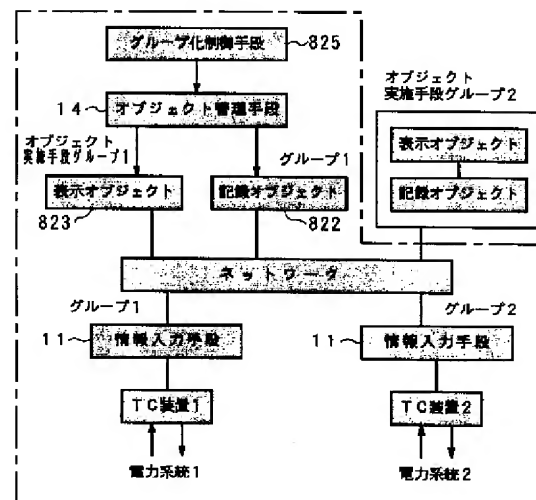 グループ化制御手段
825
14
オブジェクト管理手段
オブジェクト
実施手段グループ2
表示オブジェクト
記録オブジェクト
オブジェクト
実施手段グループ1
グループ1
表示オブジェクト
記録オブジェクト
823
822
ネットワーク
グループ1
グループ2
11
情報入力手段
11
情報入力手段
TC装置1
TC装置2
電力系統1
電力系統2